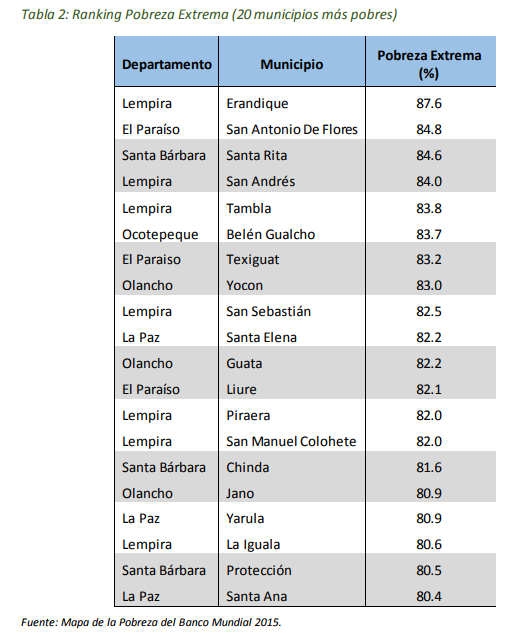 Tabla 2: Ranking Pobreza Extrema (20 municipios más pobres)
Departamento Municipio Pobreza Extrema (%)
Lempira Erandique 87.6
El Paraíso San Antonio De Flores 84.8
Santa Bárbara Santa Rita 84.6
Lempira San Andrés 84.0
Lempira Tambla 83.8
Ocotepeque Belén Gualcho 83.7
El Paraiso Texiguat 83.2
Olancho Yocon 83.0
Lempira San Sebastián 82.5
La Paz Santa Elena 82.2
Olancho Guata 82.2
El Paraíso Liure 82.1
Lempira Piraera 82.0
Lempira San Manuel Colohete 82.0
Santa Bárbara Chinda 81.6
Olancho Jano 80.9
La Paz Yarula 80.9
Lempira La Iguala 80.6
Santa Bárbara Protección 80.5
La Paz Santa Ana 80.4
Fuente: Mapa de la Pobreza del Banco Mundial 2015.